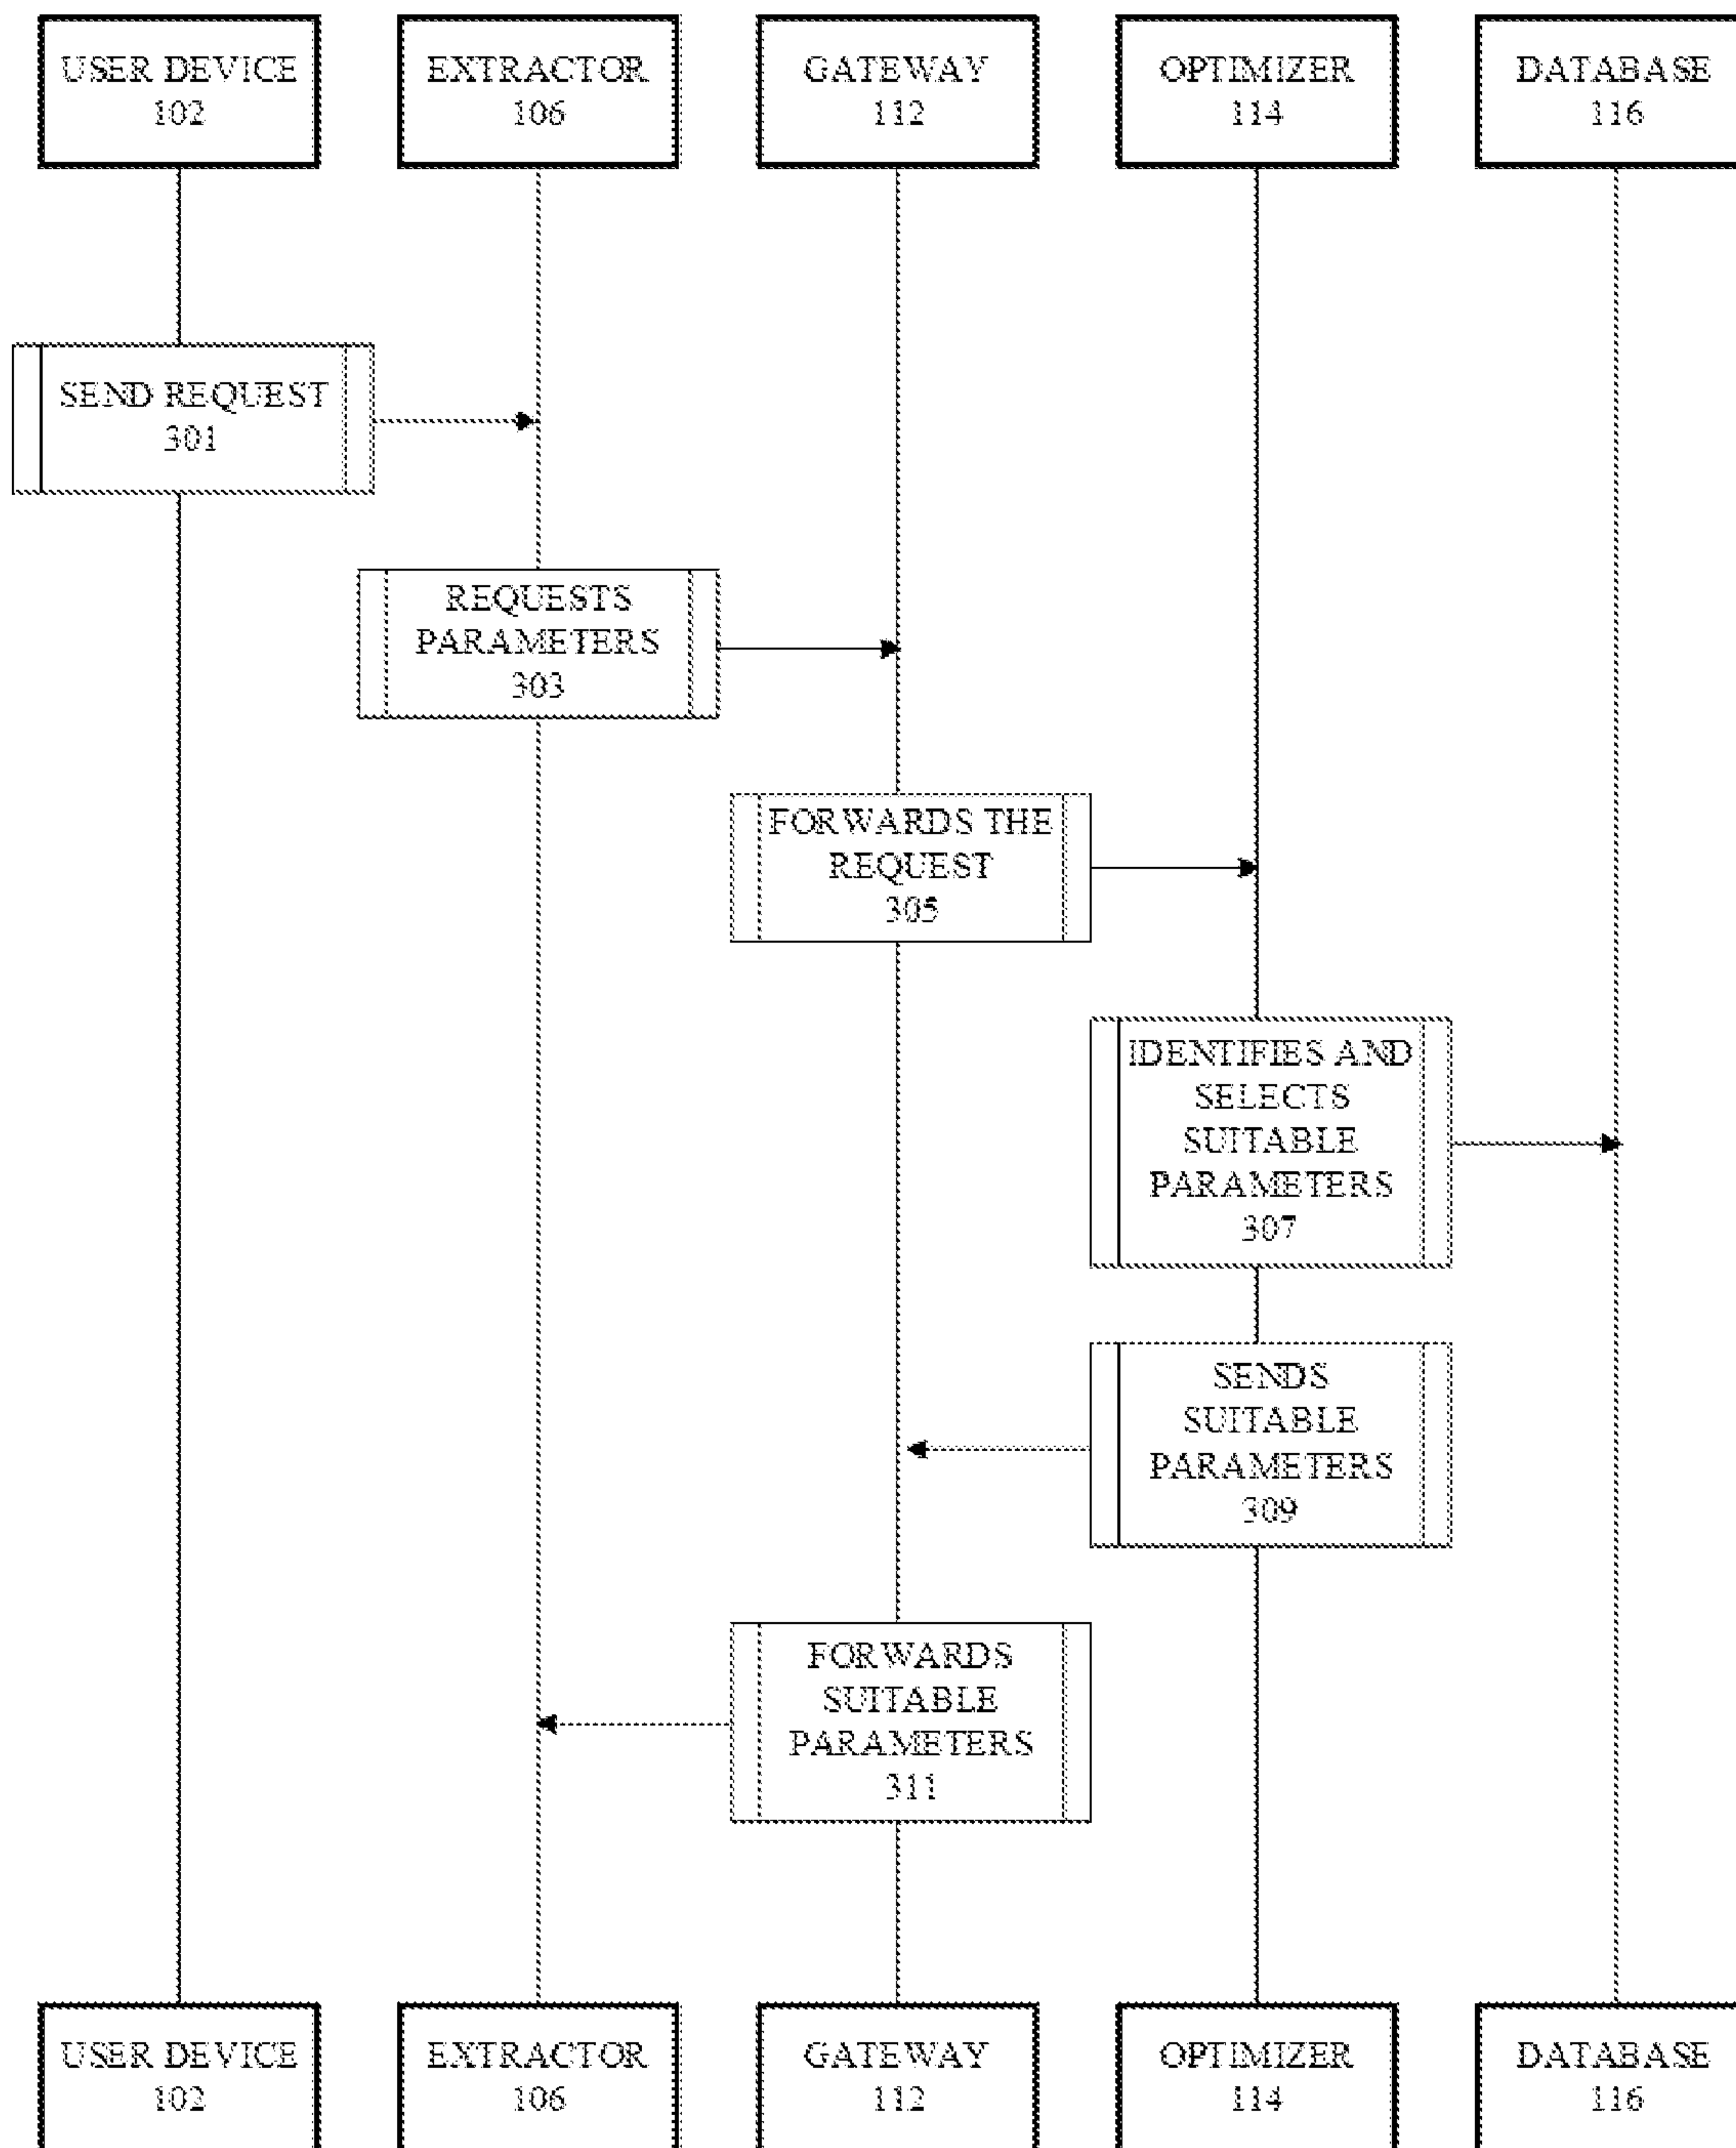 USER DEVICE
102
EXTRACTOR
106
GATEWAY
112
OPTIMIZER
114
DATABASE
116
SEND REQUEST
301
REQUESTS
PARAMETERS
303
FORWARDS THE
REQUEST
305
IDENTIFIES AND
SELECTS
SUITABLE
PARAMETERS
307
SENDS
SUITABLE
PARAMETERS
309
FORWARDS
SUITABLE
PARAMETERS
311
USER DEVICE
102
EXTRACTOR
106
GATEWAY
112
OPTIMIZER
114
DATABASE
116